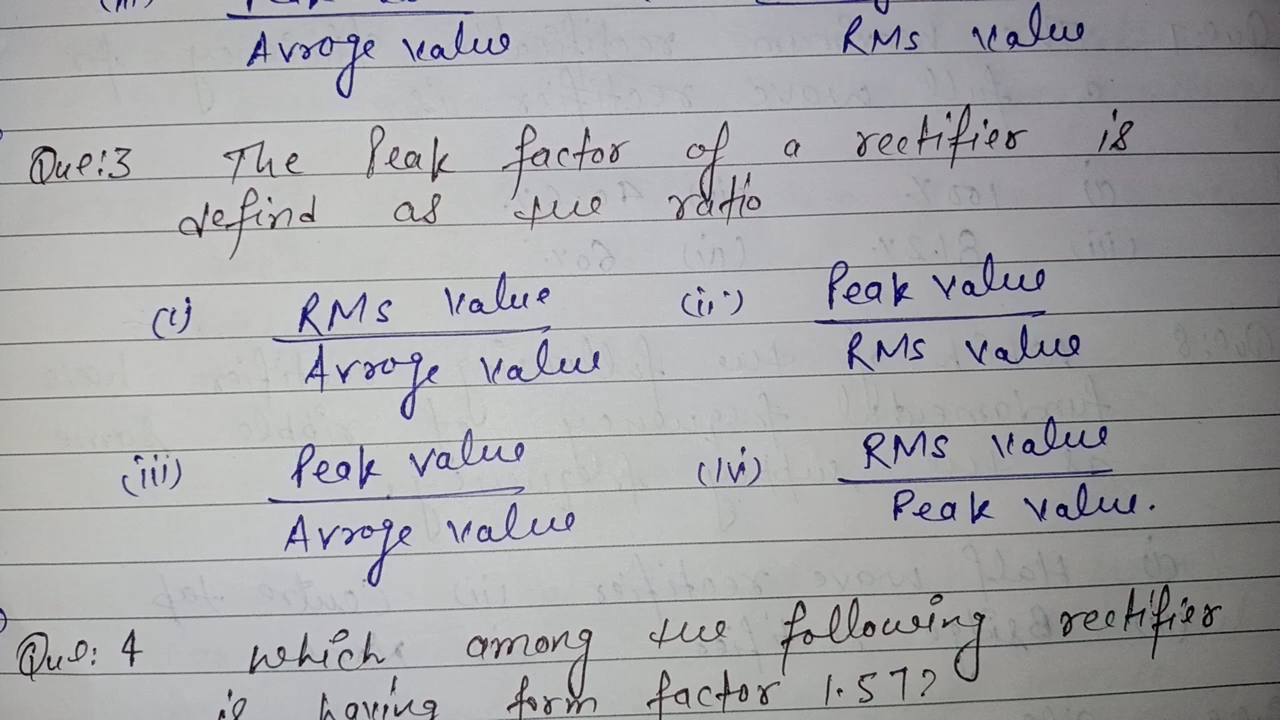 Avroge value RMs value
Que:3 The Peak factor of a rectifier is
defind as the ratio
(i) RMs value (ii) Peak value
Avroge value RMs value
(iii) Peak value (iv) RMS value
Avroge value Peak value.
Que: 4 which among the following rectifier
is having form factor 1.57?